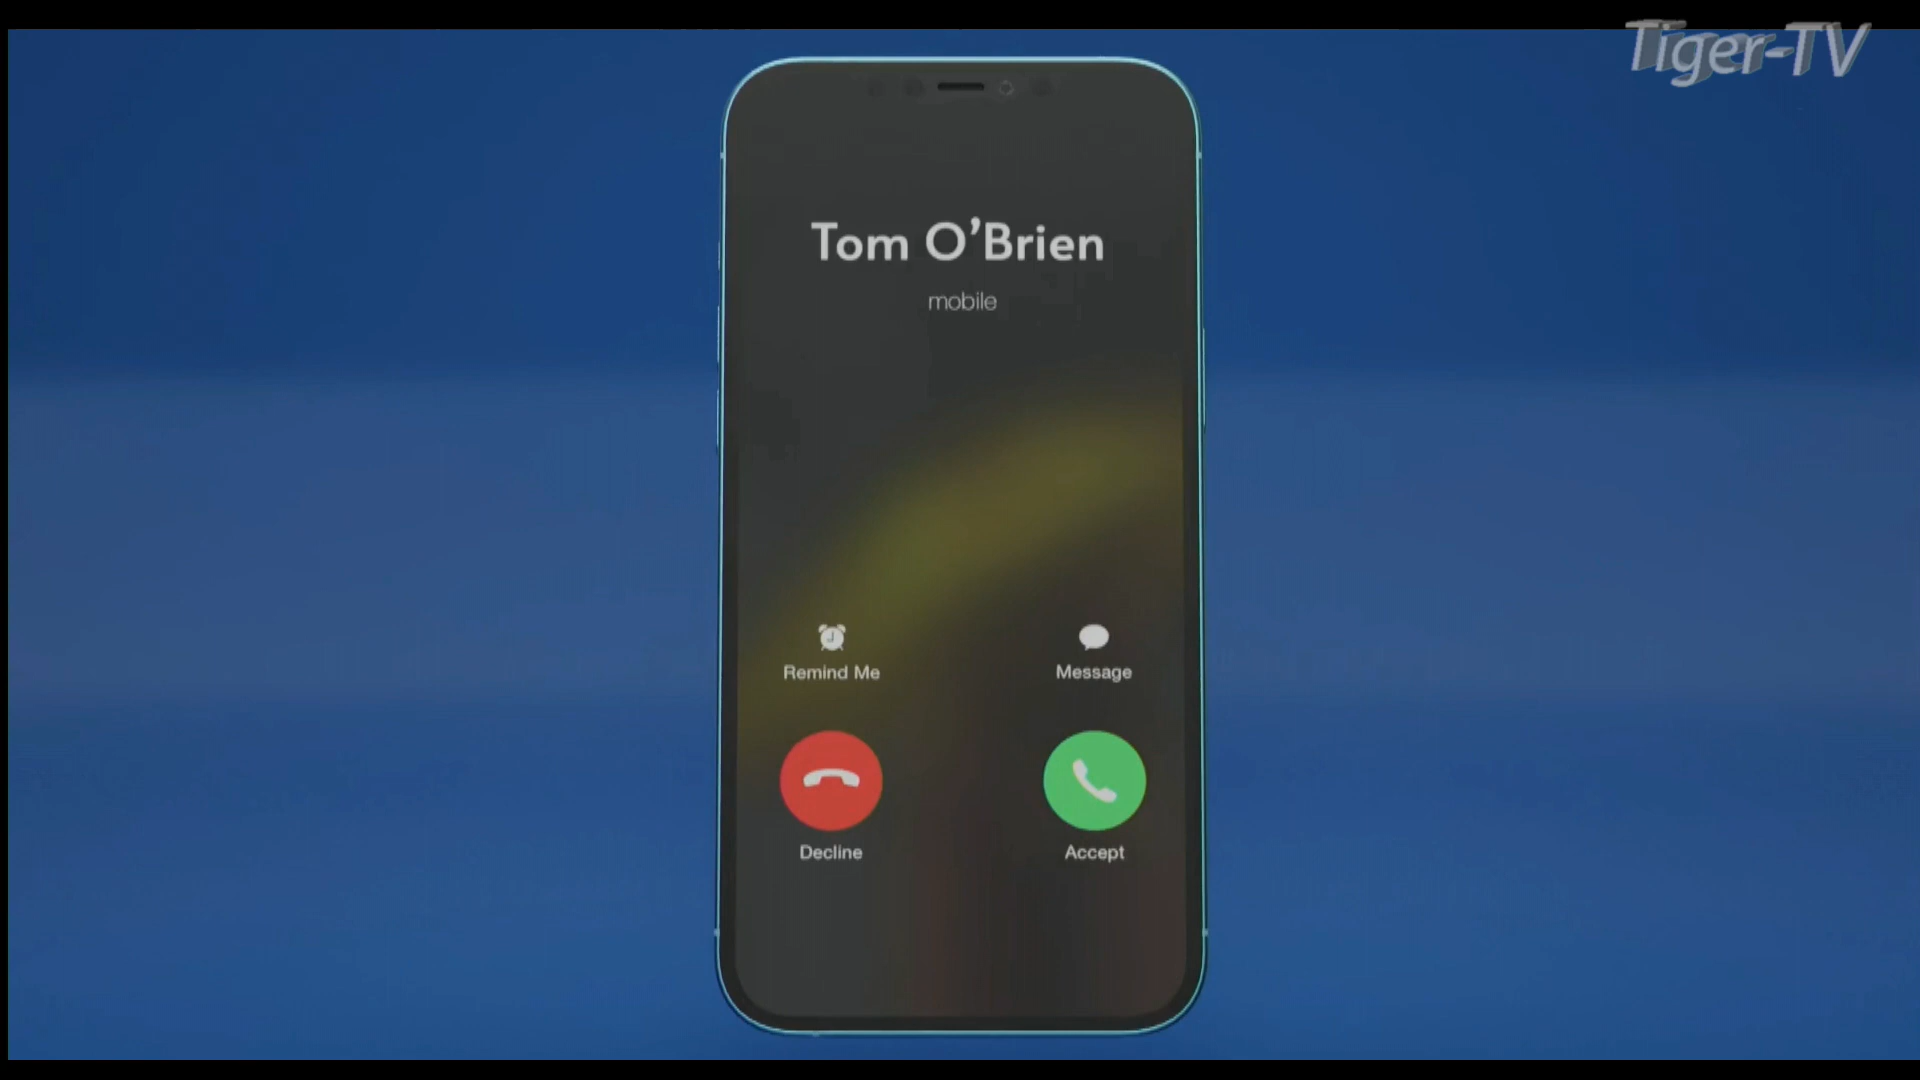 Tiger-TV
Tom O’Brien
mobile
Remind Me
Message
Decline
Accept